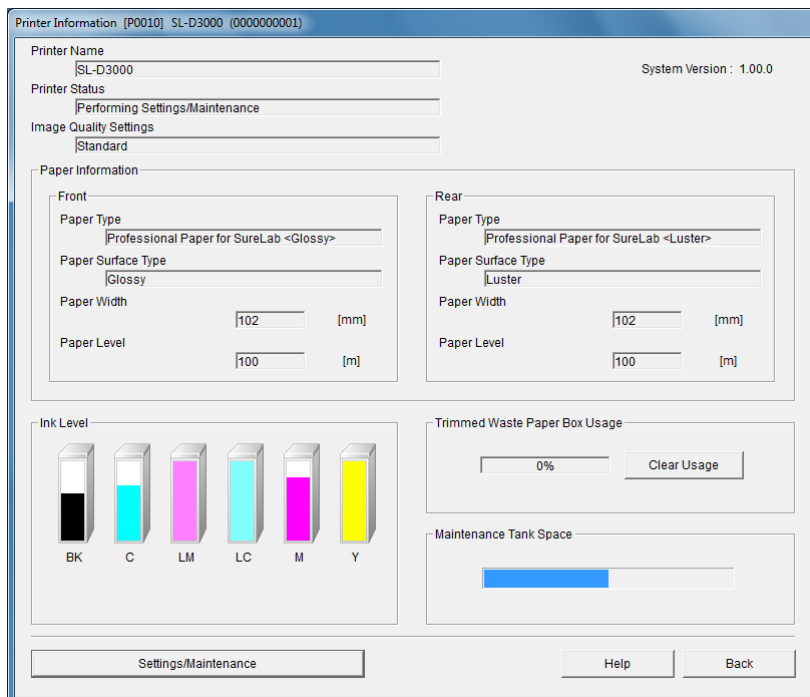 Printer Information [P0010] SL-D3000 (0000000001)
Printer Name
SL-D3000
System Version : 1.00.0
Printer Status
Performing Settings/Maintenance
Image Quality Settings
Standard
Paper Information
Front
Paper Type
Professional Paper for SureLab <Glossy>
Paper Surface Type
Glossy
Paper Width
102 [mm]
Paper Level
100 [m]
Rear
Paper Type
Professional Paper for SureLab <Luster>
Paper Surface Type
Luster
Paper Width
102 [mm]
Paper Level
100 [m]
Ink Level
BK C LM LC M Y
Trimmed Waste Paper Box Usage
0% Clear Usage
Maintenance Tank Space
Settings/Maintenance Help Back